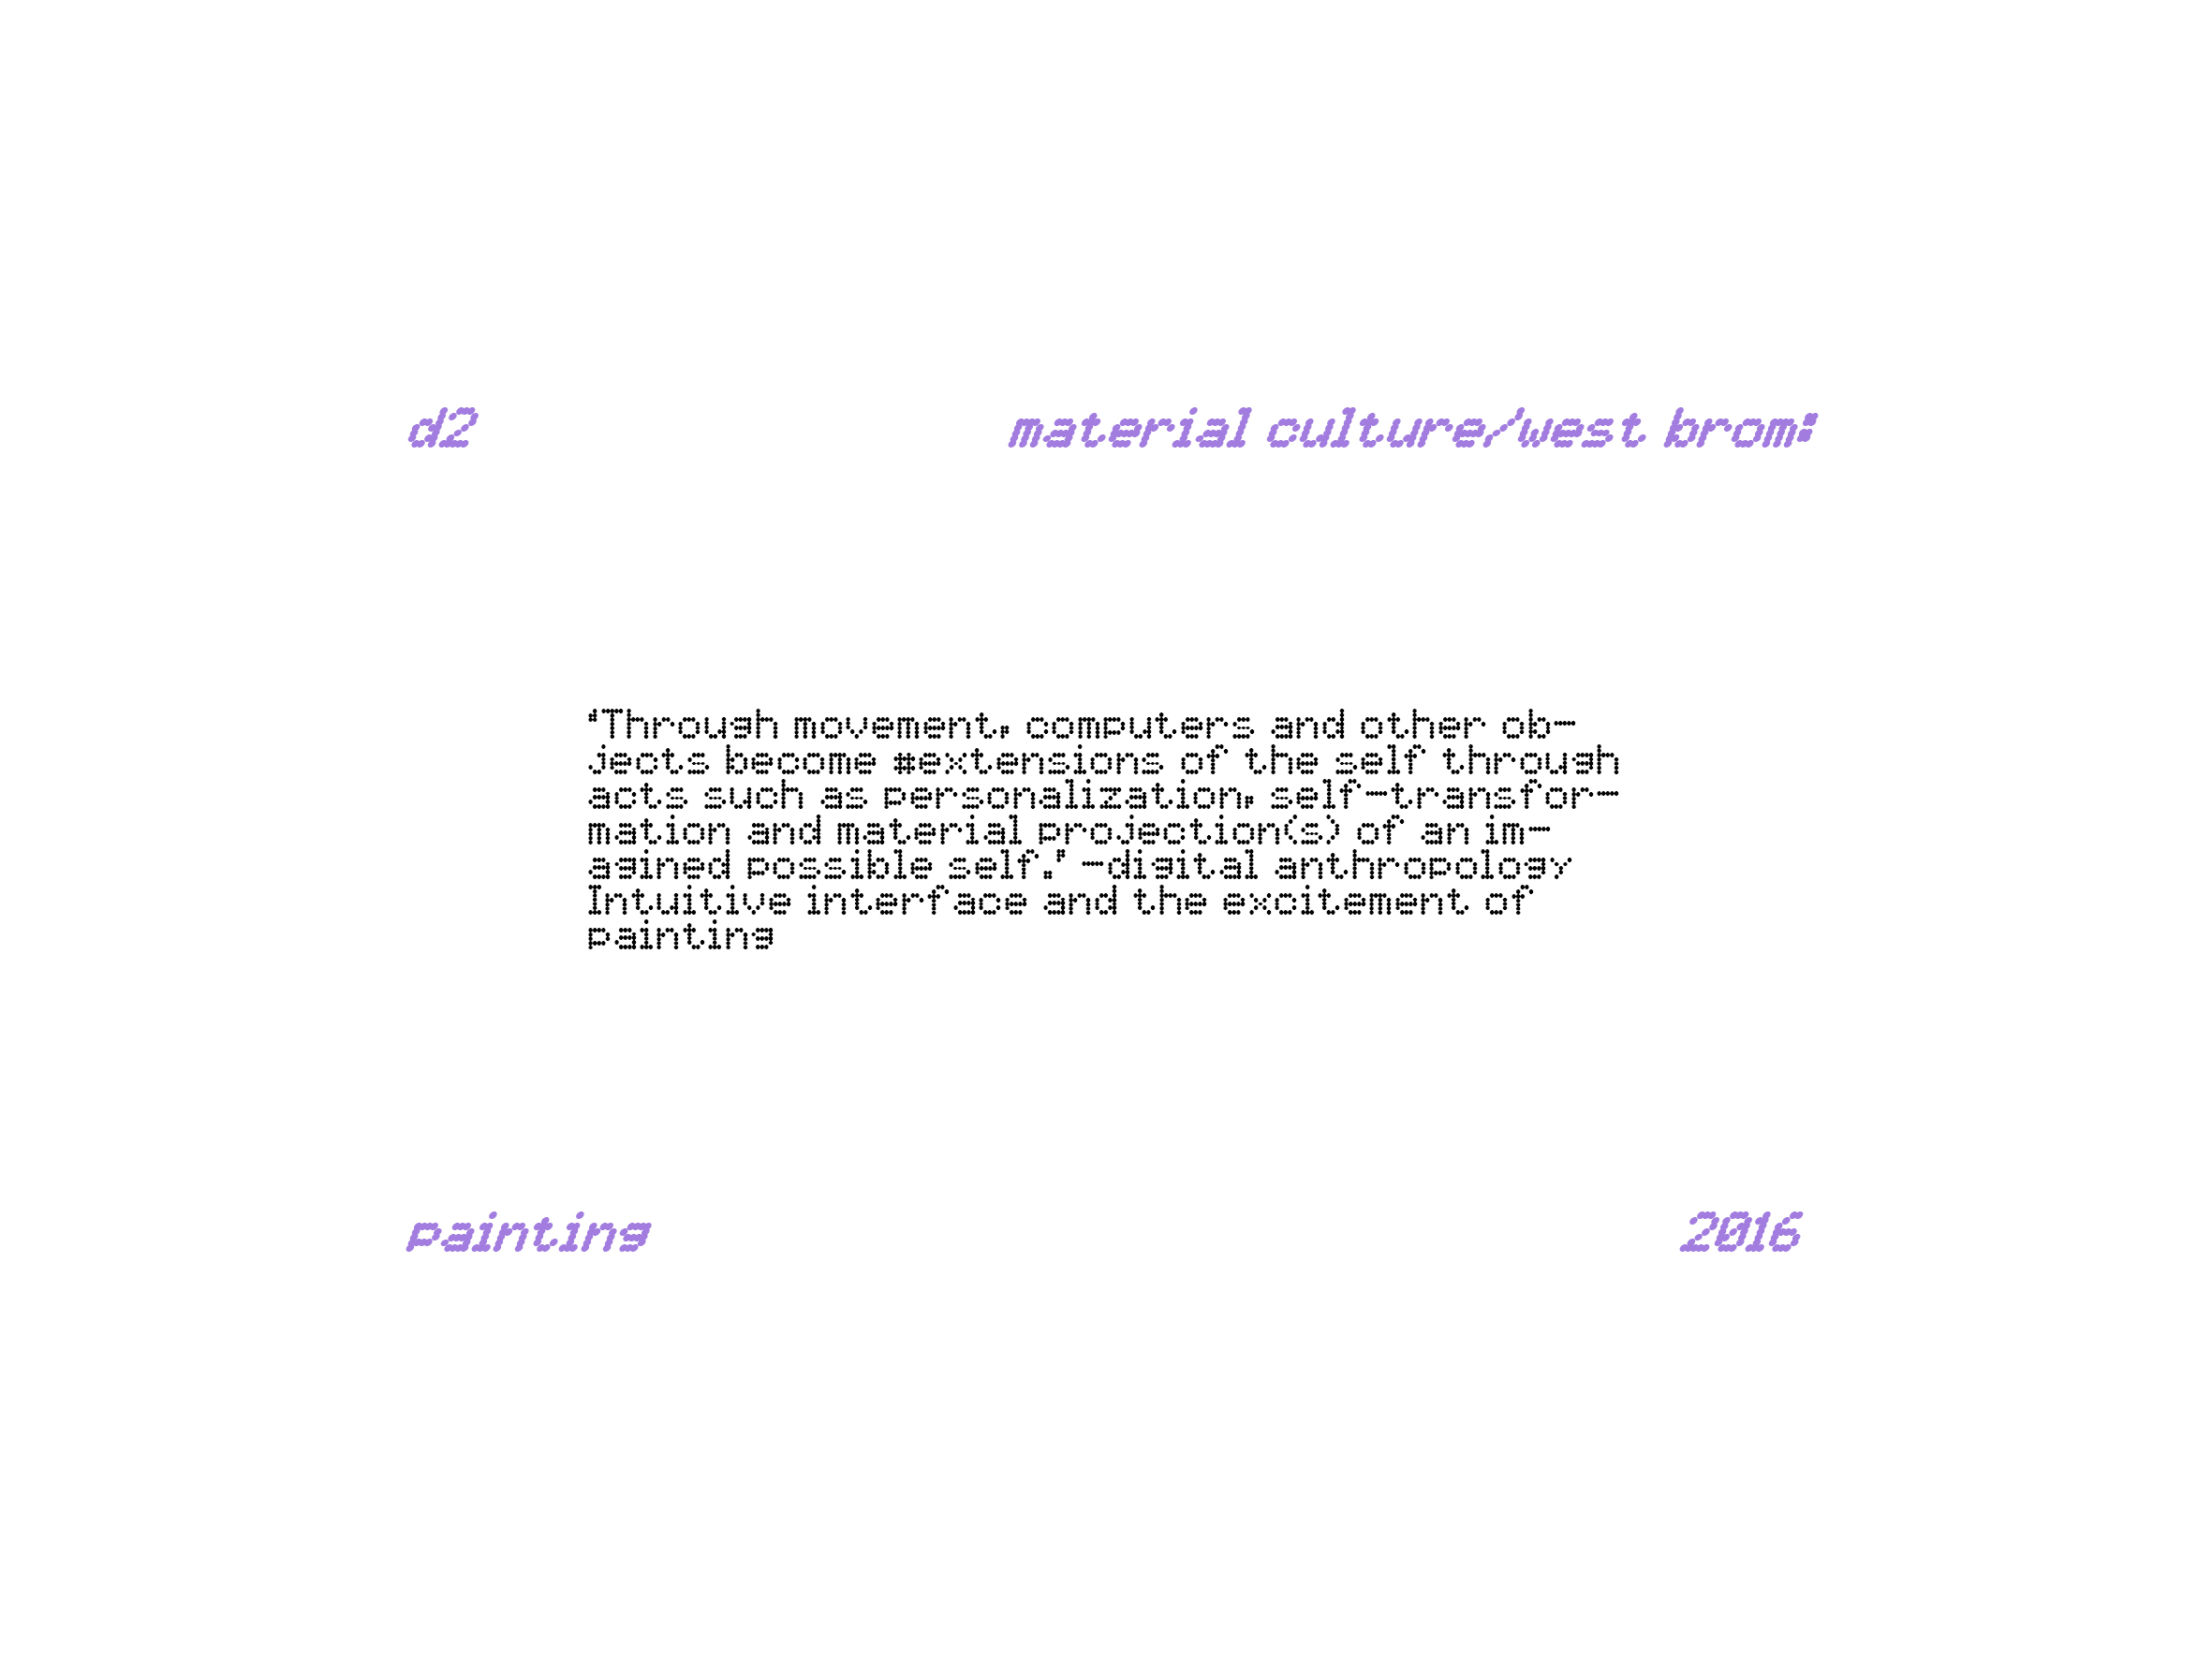 d2
material culture/west brom:
‘Through movement, computers and other ob-
jects become #extensions of the self through
acts such as personalization, self-transfor-
mation and material projection(s) of an im-
agined possible self.’ -digital anthropology
Intuitive interface and the excitement of
painting
painting
2016